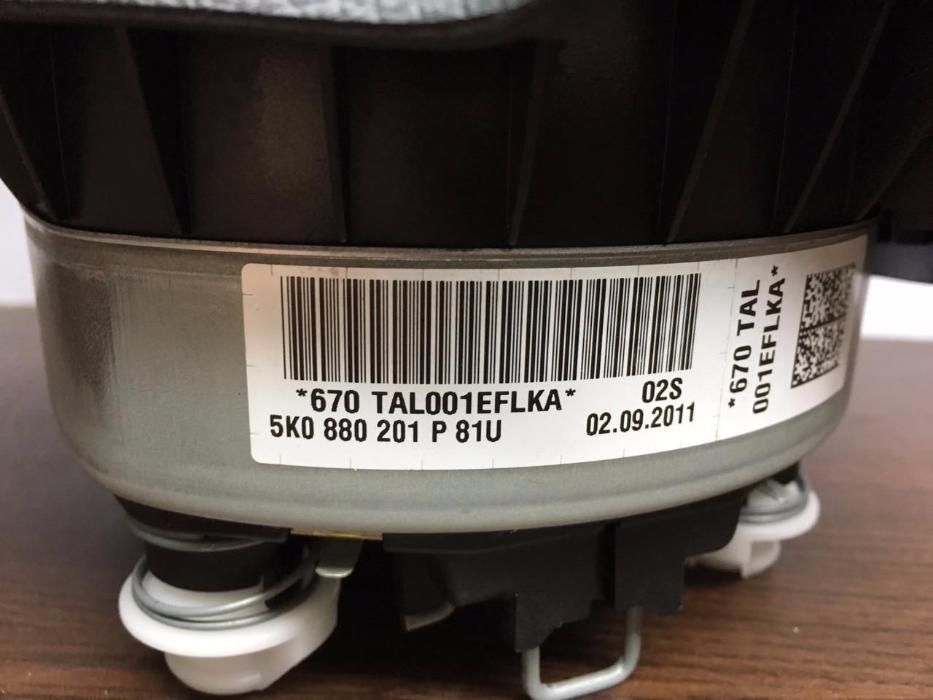 *670 TAL001EFLKA* 02S
5K0 880 201 P 81U 02.09.2011
*670 TAL
001EFLKA*